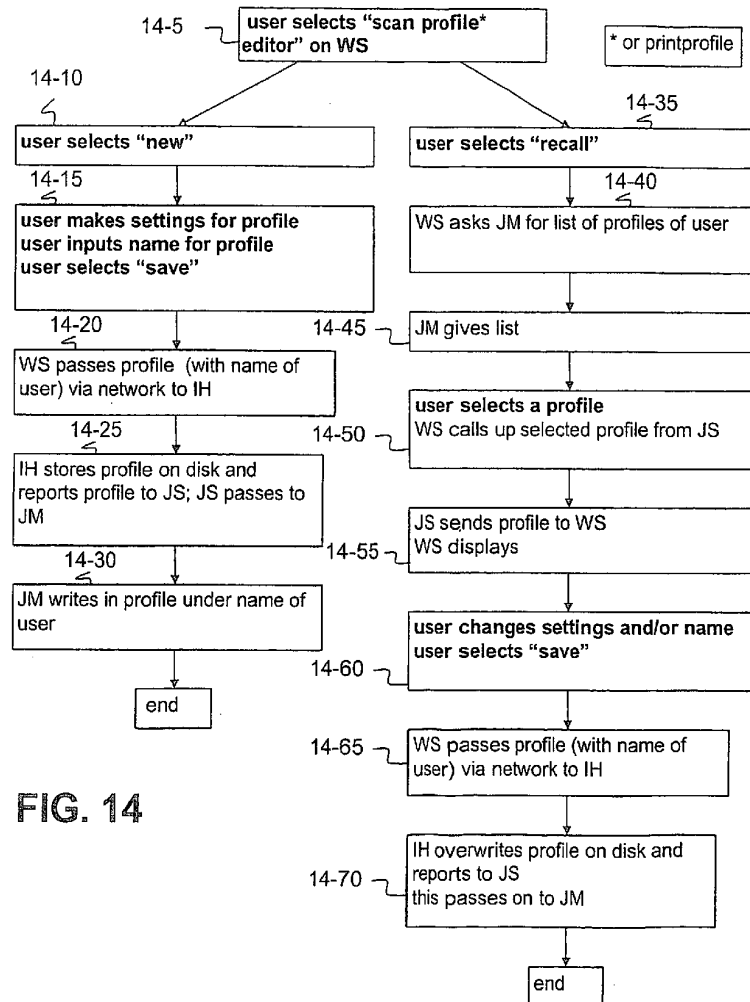 14-5
user selects "scan profile*
editor" on WS
* or printprofile
14-10
user selects "new"
14-15
user makes settings for profile
user inputs name for profile
user selects "save"
14-20
WS passes profile (with name of
user) via network to IH
14-25
IH stores profile on disk and
reports profile to JS; JS passes to
JM
14-30
JM writes in profile under name of
user
end
FIG. 14
14-35
user selects "recall"
14-40
WS asks JM for list of profiles of user
14-45
JM gives list
user selects a profile
14-50
WS calls up selected profile from JS
JS sends profile to WS
14-55
WS displays
user changes settings and/or name
user selects "save"
14-60
14-65
WS passes profile (with name of
user) via network to IH
IH overwrites profile on disk and
reports to JS
14-70
this passes on to JM
end